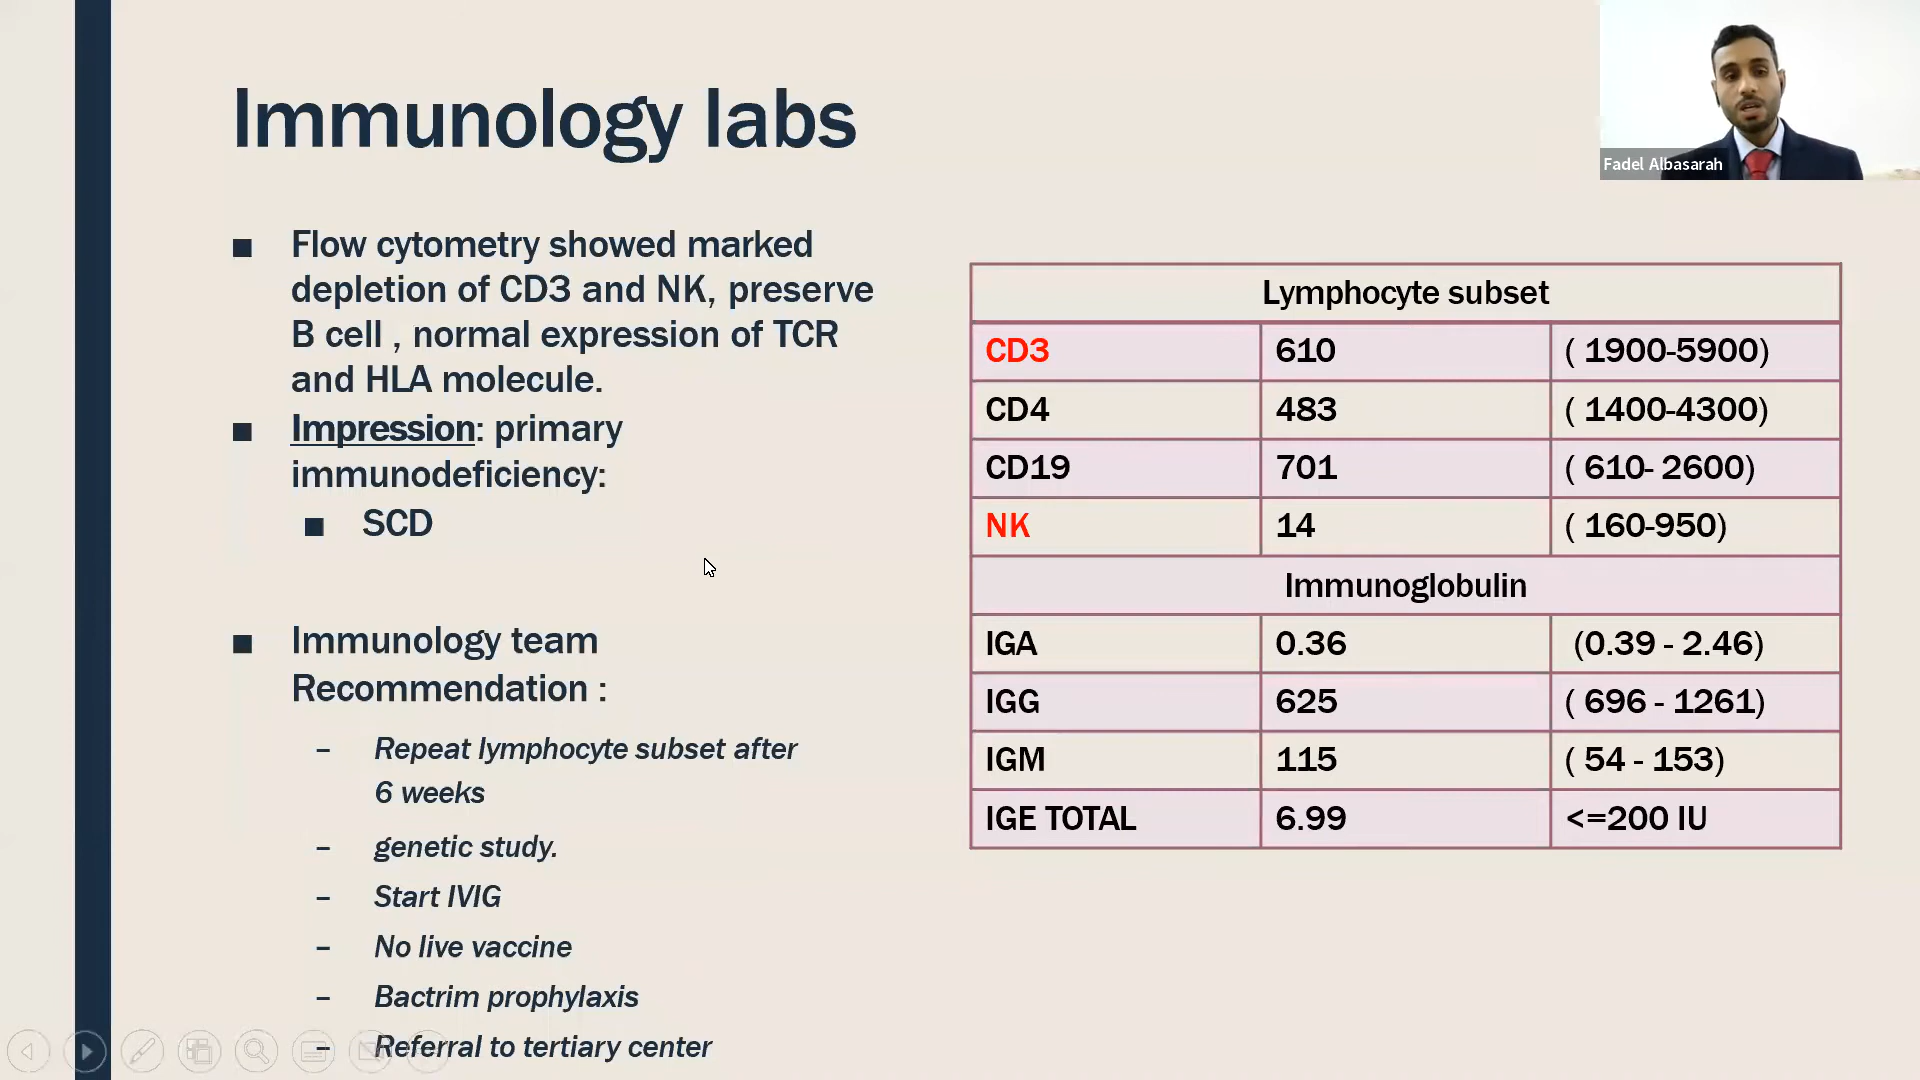 Immunology labs
Fadel Albasarah
■ Flow cytometry showed marked
depletion of CD3 and NK, preserve
B cell , normal expression of TCR
and HLA molecule.
■ Impression: primary
immunodeficiency:
■ SCD
■ Immunology team
Recommendation :
– Repeat lymphocyte subset after
6 weeks
– genetic study.
– Start IVIG
– No live vaccine
– Bactrim prophylaxis
– Referral to tertiary center
Lymphocyte subset
CD3 610 ( 1900-5900)
CD4 483 ( 1400-4300)
CD19 701 ( 610- 2600)
NK 14 ( 160-950)
Immunoglobulin
IGA 0.36 (0.39 - 2.46)
IGG 625 ( 696 - 1261)
IGM 115 ( 54 - 153)
IGE TOTAL 6.99 <=200 IU